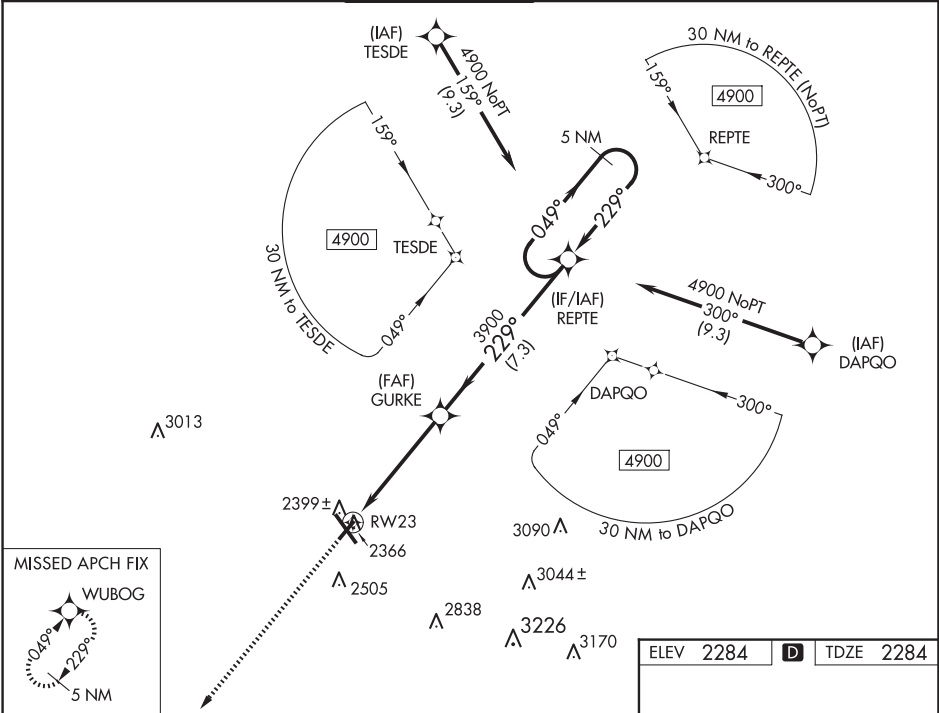 (IAF)
TESDE
4900 NoPT
159°
(9.3)
30 NM to REPTE (NoPT)
159°
4900
REPTE
300°
5 NM
049°
229°
159°
4900
TESDE
049°
30 NM to TESDE
(IF/IAF)
REPTE
4900 NoPT
300°
(9.3)
(IAF)
DAPQO
3900
229°
(7.3)
(FAF)
GURKE
DAPQO
300°
049°
4900
30 NM to DAPQO
3013
2399±
RW23
2366
2505
3090
3044±
2838
3226
3170
MISSED APCH FIX
WUBOG
049°
229°
5 NM
ELEV 2284
D
TDZE 2284